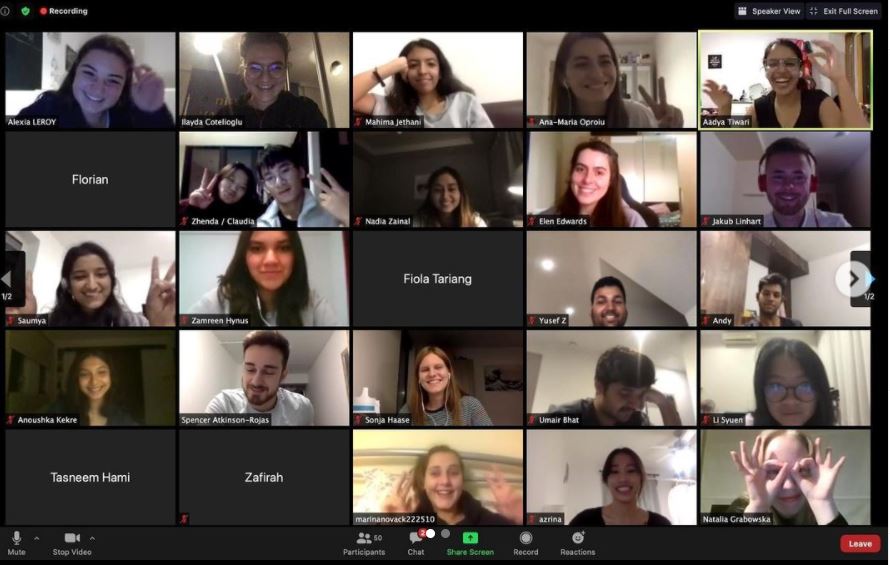 Recording
Speaker View
Exit Full Screen
Alexia LEROY
Ilayda Cotelioglu
Mahima Jethani
Ana-Maria Oproiu
Aadya Tiwari
Florian
Zhenda / Claudia
Nadia Zainal
Elen Edwards
Jakub Linhart
Saumya
Zamreen Hynus
Fiola Tariang
Yusef Z
Andy
1/2
1/2
Anoushka Kekre
Spencer Atkinson-Rojas
Sonja Haase
Umair Bhat
Li Syuen
Tasneem Hami
Zafirah
marinanovack222510
azrina
Natalia Grabowska
Mute
Stop Video
Participants
50
Chat
Share Screen
Record
Reactions
Leave